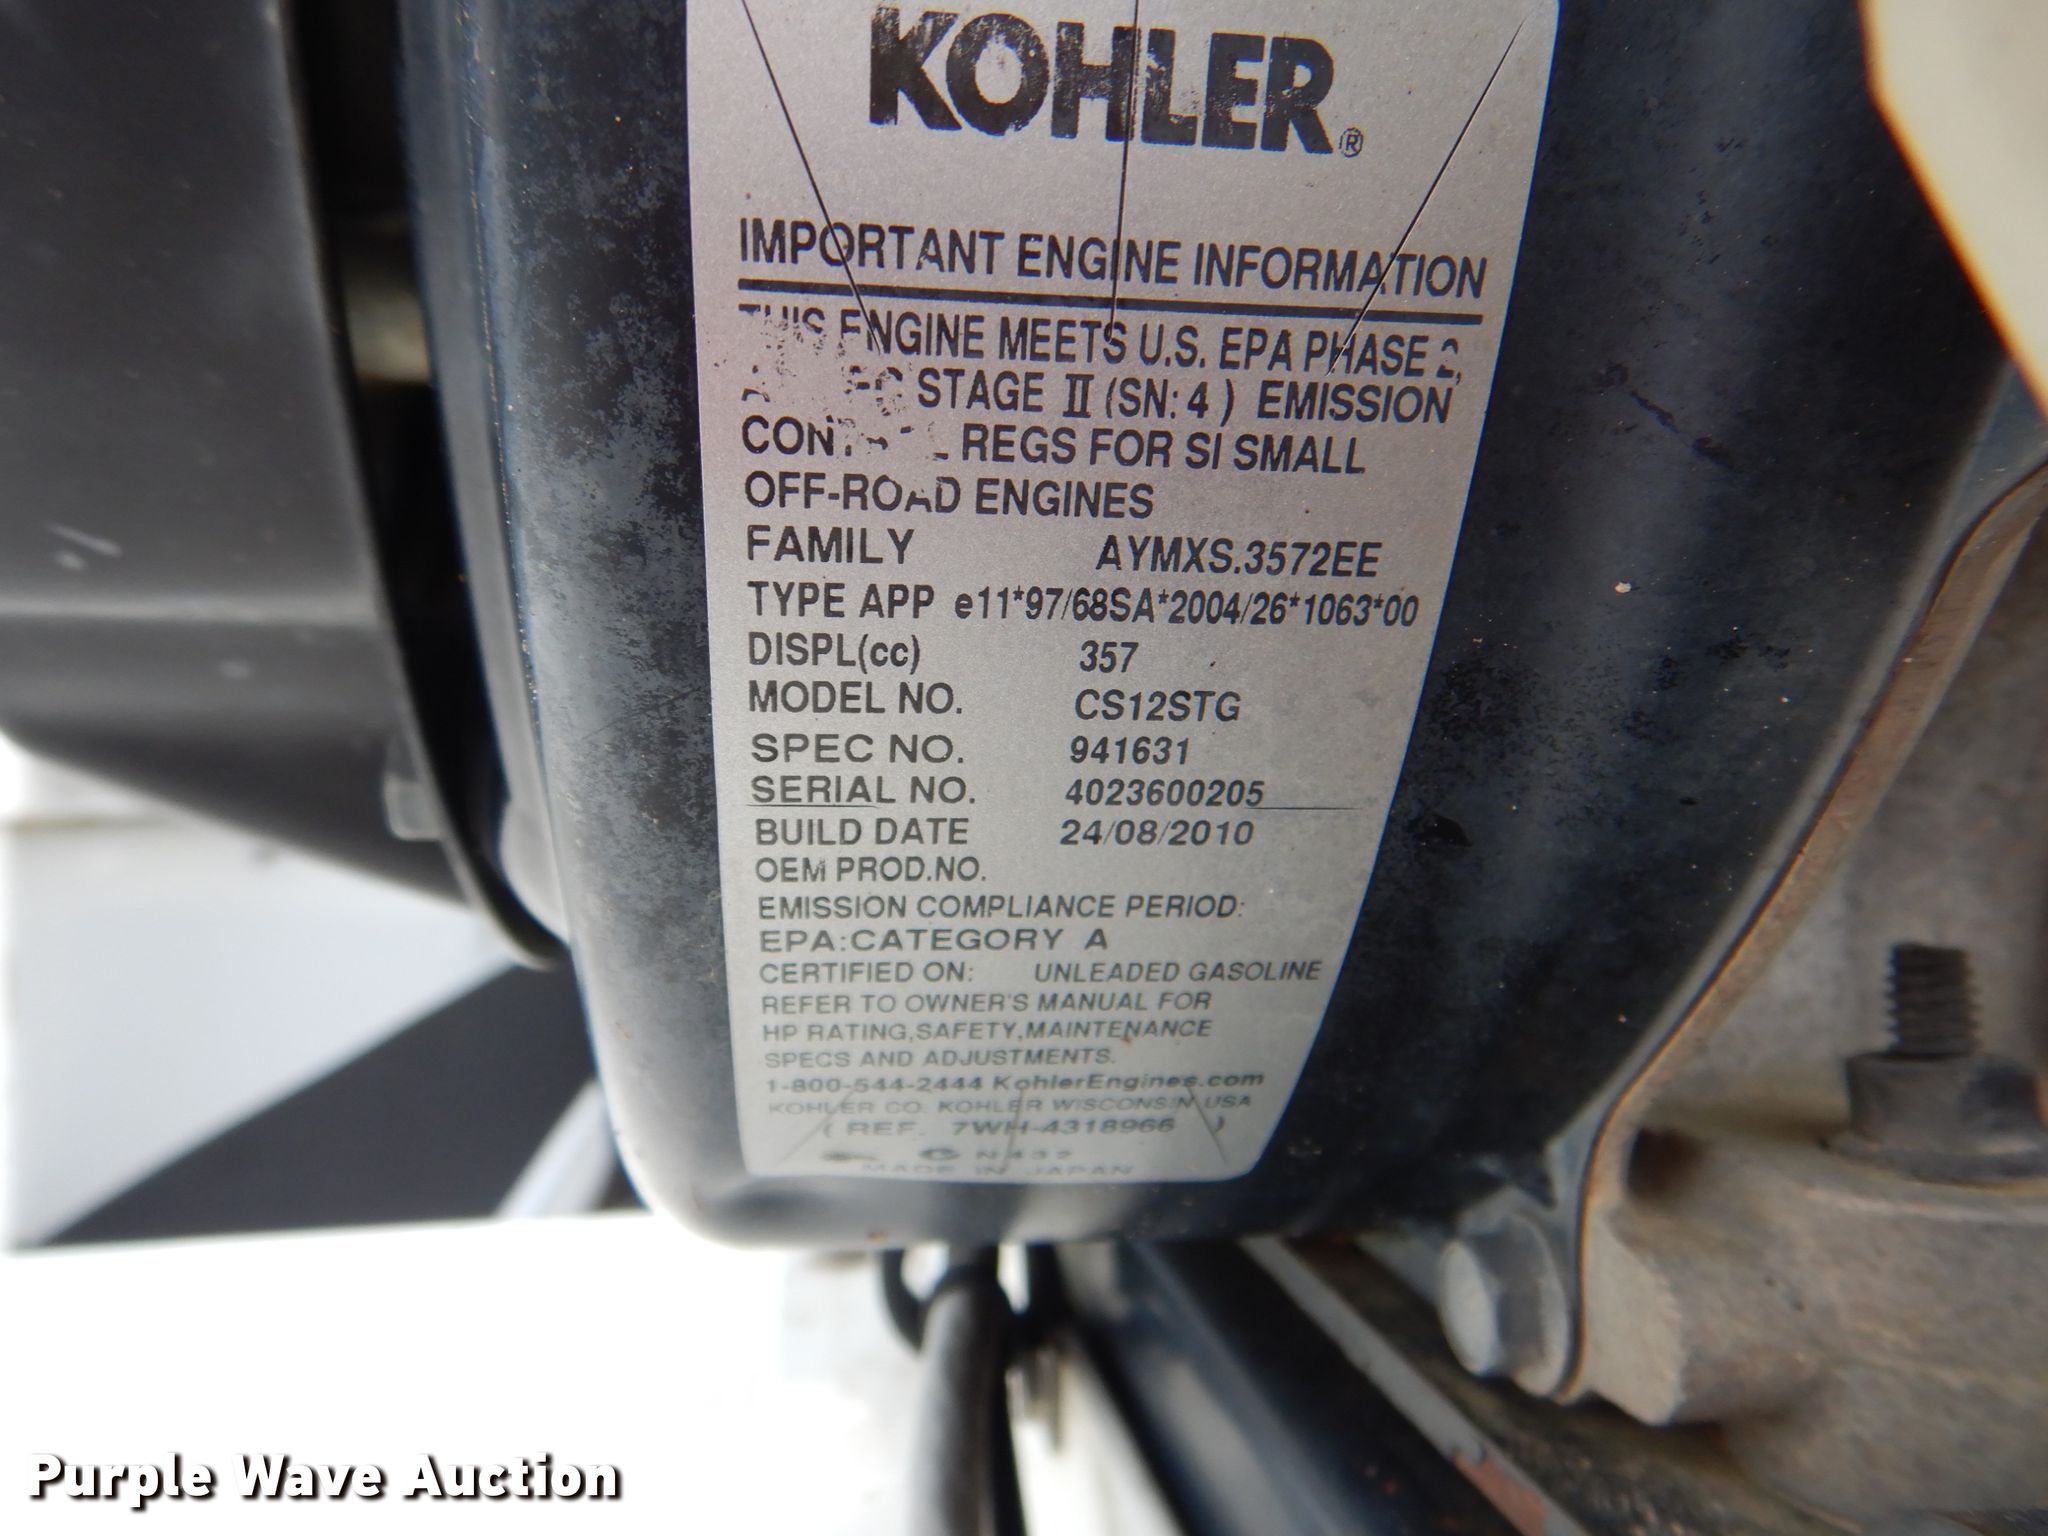 KOHLER®
IMPORTANT ENGINE INFORMATION
THIS ENGINE MEETS U.S. EPA PHASE 2,
STAGE II (SN:4) EMISSION
CONTROL REGS FOR SI SMALL
OFF-ROAD ENGINES
FAMILY AYMXS.3572EE
TYPE APP e11*97/68SA*2004/26*1063*00
DISPL(cc) 357
MODEL NO. CS12STG
SPEC NO. 941631
SERIAL NO. 4023600205
BUILD DATE 24/08/2010
OEM PROD.NO.
EMISSION COMPLIANCE PERIOD:
EPA:CATEGORY A
CERTIFIED ON: UNLEADED GASOLINE
REFER TO OWNER'S MANUAL FOR
HP RATING,SAFETY,MAINTENANCE
SPECS AND ADJUSTMENTS.
1-800-544-2444 KohlerEngines.com
KOHLER CO. KOHLER WISCONSIN USA
( REF. 7WH-4318966 )
N432
MADE IN JAPAN
Purple Wave Auction